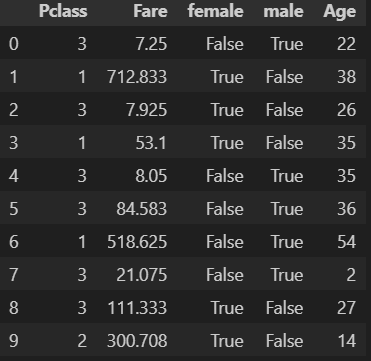 Pclass Fare female male Age
0 3 7.25 False True 22
1 1 712.833 True False 38
2 3 7.925 True False 26
3 1 53.1 True False 35
4 3 8.05 False True 35
5 3 84.583 False True 36
6 1 518.625 False True 54
7 3 21.075 False True 2
8 3 111.333 True False 27
9 2 300.708 True False 14